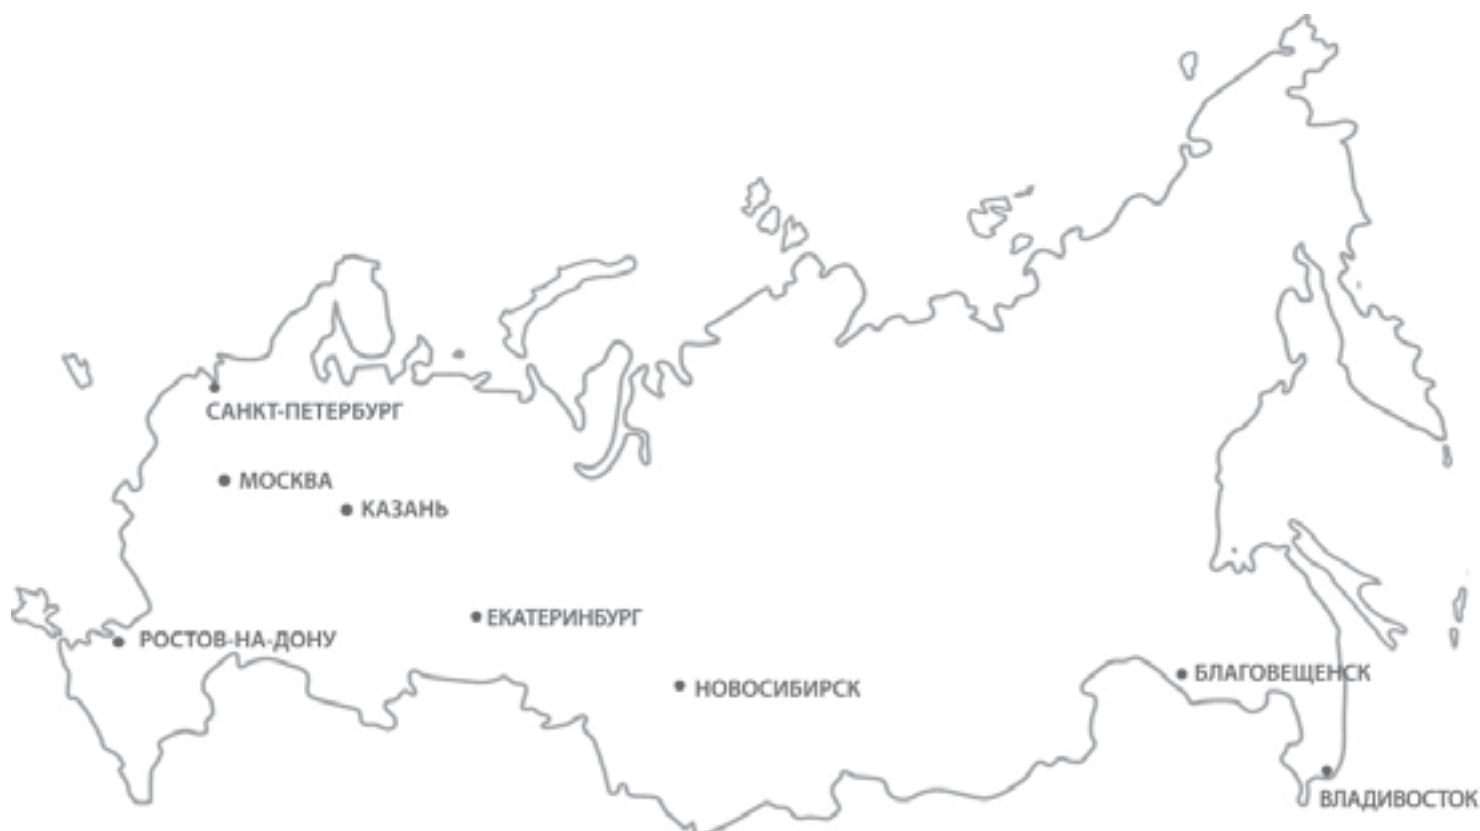 САНКТ-ПЕТЕРБУРГ
МОСКВА
КАЗАНЬ
ЕКАТЕРИНБУРГ
РОСТОВ-НА-ДОНУ
БЛАГОВЕЩЕНСК
НОВОСИБИРСК
ВЛАДИВОСТОК